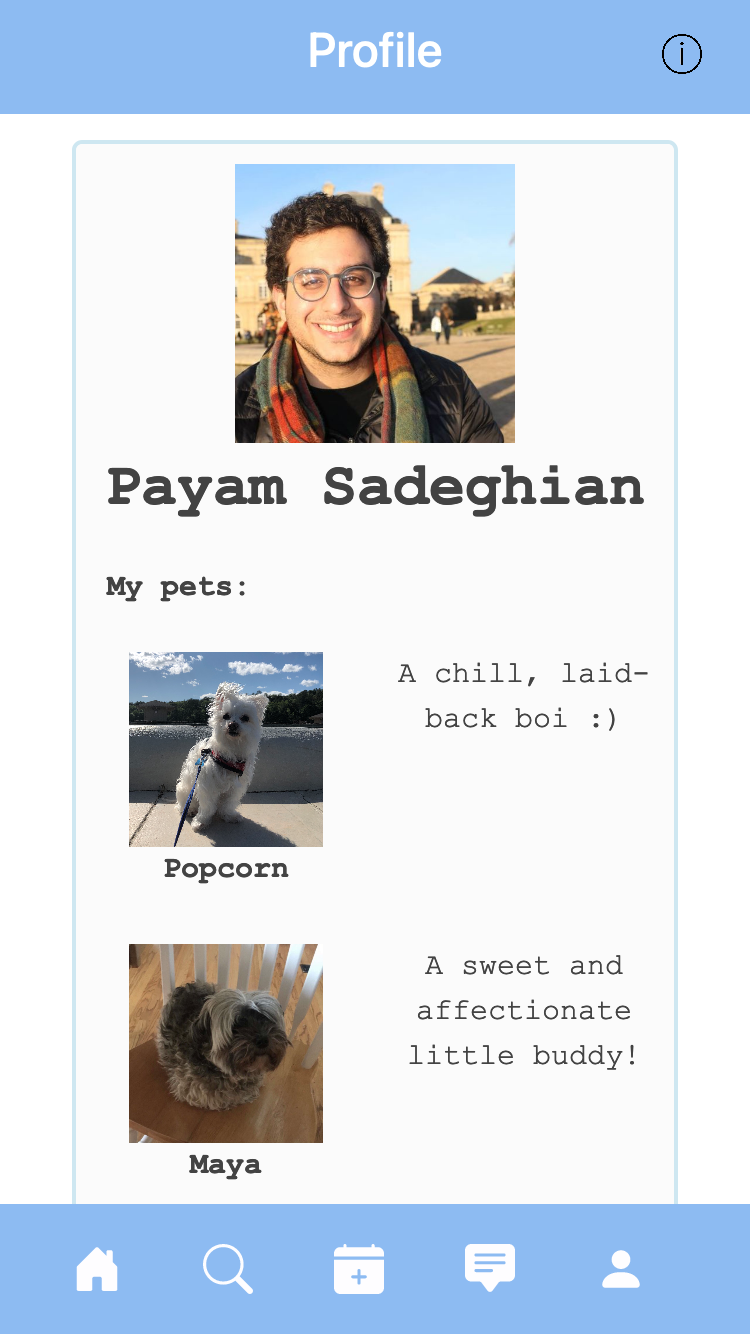 Profile
Payam Sadeghian
My pets:
A chill, laid-
back boi :)
Popcorn
A sweet and
affectionate
little buddy!
Maya